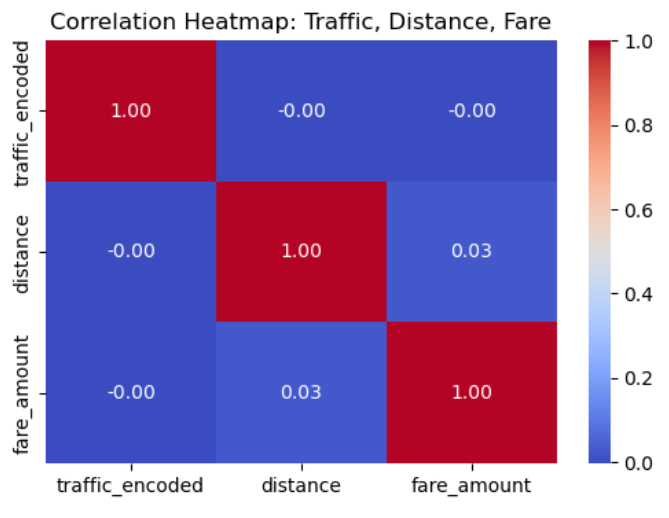 Correlation Heatmap: Traffic, Distance, Fare
traffic_encoded
1.00
-0.00
-0.00
distance
-0.00
1.00
0.03
fare_amount
-0.00
0.03
1.00
traffic_encoded
distance
fare_amount
1.0
0.8
0.6
0.4
0.2
0.0